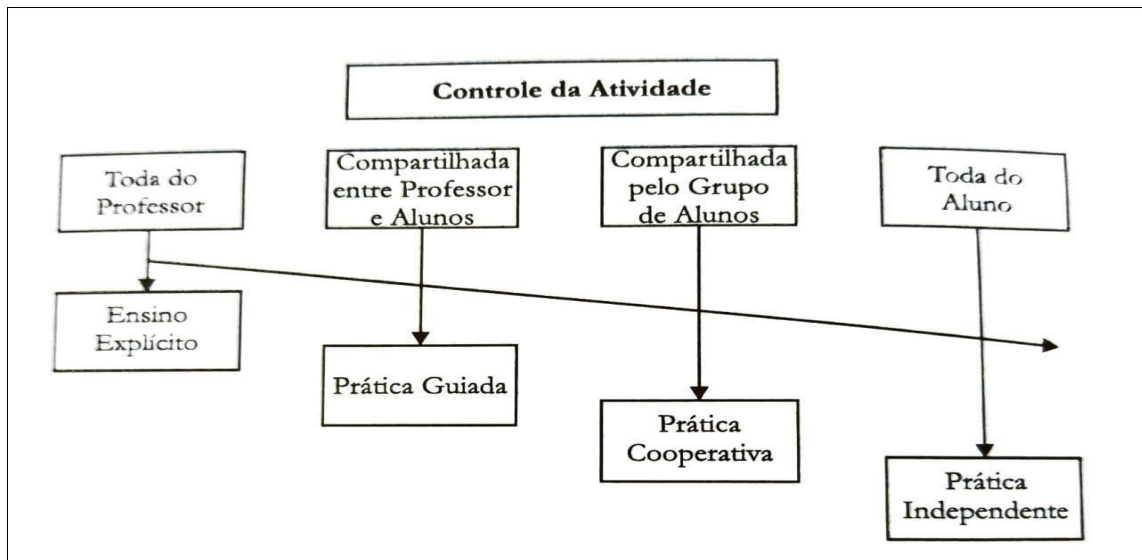 Controle da Atividade
Toda do
Professor
Compartilhada
entre Professor
e Alunos
Compartilhada
pelo Grupo
de Alunos
Toda do
Aluno
Ensino
Explícito
Prática Guiada
Prática
Cooperativa
Prática
Independente